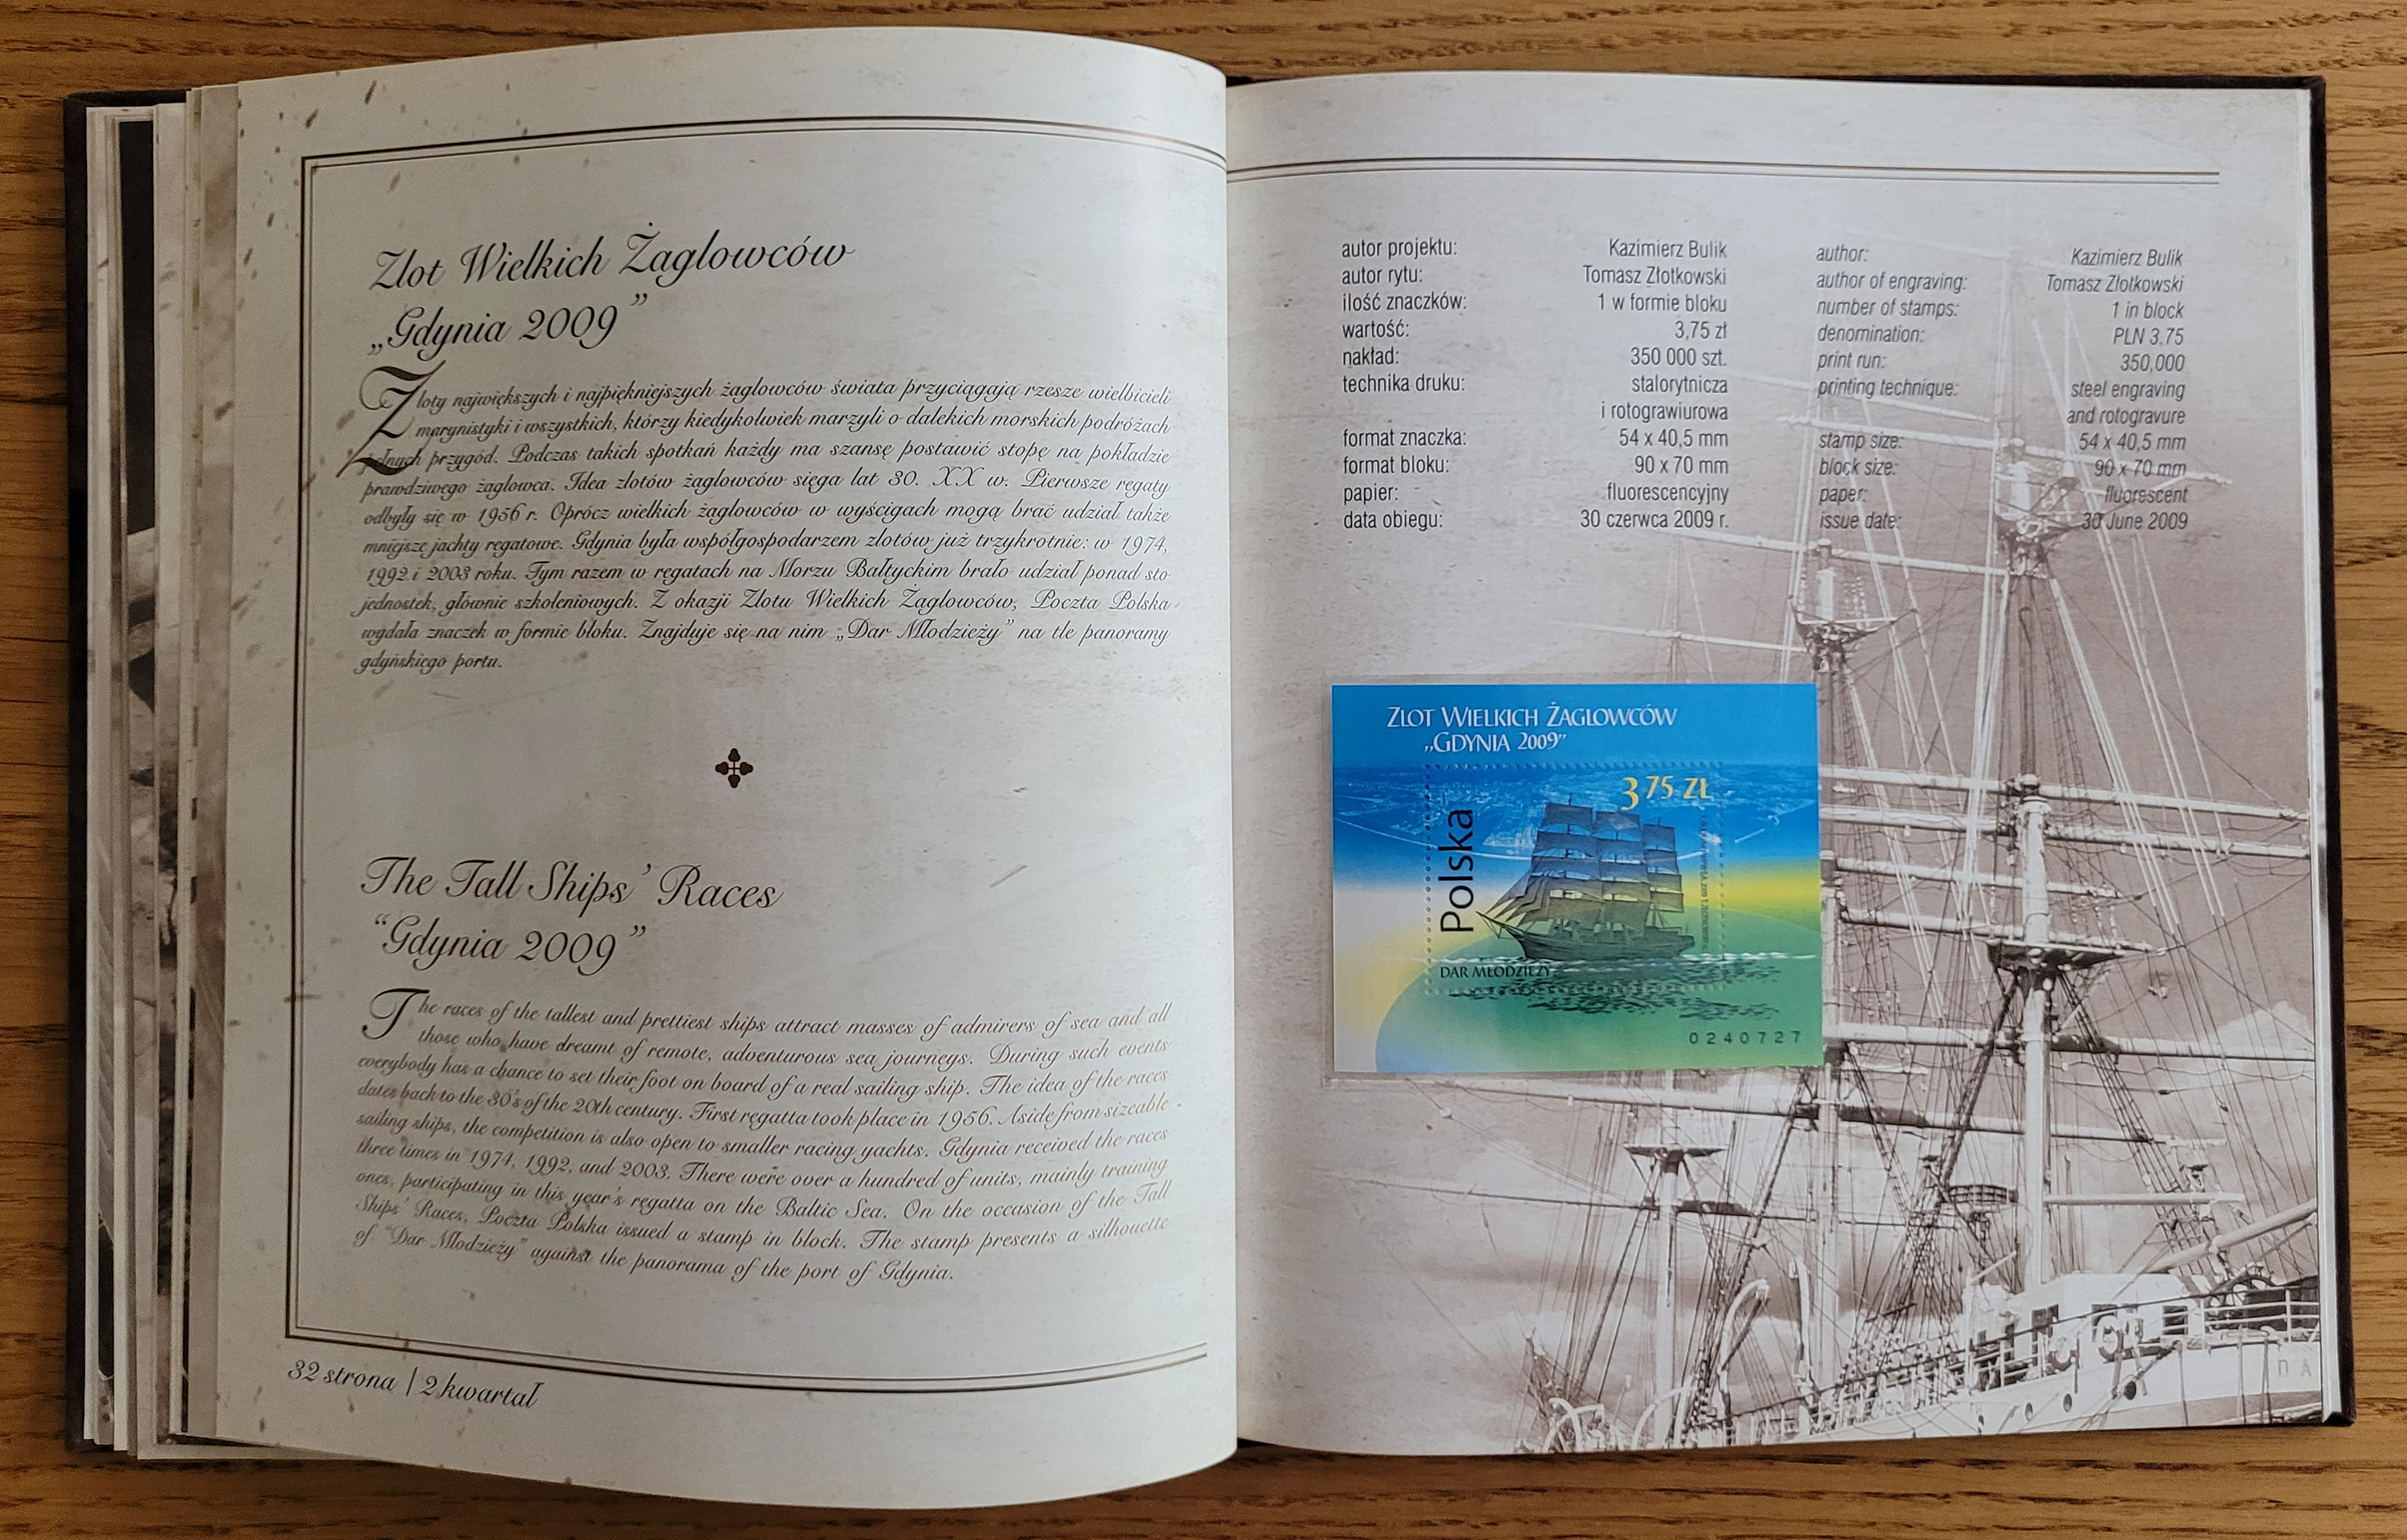 Zlot Wielkich Żaglowców
„Gdynia 2009”
Zloty największych i najpiękniejszych żaglowców świata przyciągają rzesze wielbicieli
marynistyki i wszystkich, którzy kiedykolwiek marzyli o dalekich morskich podróżach
pełnych przygód. Podczas takich spotkań każdy ma szansę postawić stopę na pokładzie
prawdziwego żaglowca. Idea zlotów żaglowców sięga lat 30. XX w. Pierwsze regaty
odbyły się w 1956 r. Oprócz wielkich żaglowców w wyścigach mogą brać udział także
mniejsze jachty regatowe. Gdynia była współgospodarzem zlotów już trzykrotnie: w 1974,
1992 i 2003 roku. Tym razem w regatach na Morzu Bałtyckim brało udział ponad sto
jednostek, głównie szkoleniowych. Z okazji Zlotu Wielkich Żaglowców, Poczta Polska
wydała znaczek w formie bloku. Znajduje się na nim „Dar Młodzieży” na tle panoramy
gdyńskiego portu.
The Tall Ships’ Races
“Gdynia 2009”
The races of the tallest and prettiest ships attract masses of admirers of sea and all
those who have dreamt of remote, adventurous sea journeys. During such events
everybody has a chance to set their foot on board of a real sailing ship. The idea of the races
dates back to the 30's of the 20th century. First regatta took place in 1956. Aside from sizeable
sailing ships, the competition is also open to smaller racing yachts. Gdynia received the races
three times in 1974, 1992, and 2003. There were over a hundred of units, mainly training
ones, participating in this year's regatta on the Baltic Sea. On the occasion of the Tall
Ships’ Races, Poczta Polska issued a stamp in block. The stamp presents a silhouette
of “Dar Młodzieży” against the panorama of the port of Gdynia.
32 strona | 2 kwartał
autor projektu: Kazimierz Bulik
autor rytu: Tomasz Złotkowski
ilość znaczków: 1 w formie bloku
wartość: 3,75 zł
nakład: 350 000 szt.
technika druku: stalorytnicza
i rotograwiurowa
format znaczka: 54 x 40,5 mm
format bloku: 90 x 70 mm
papier: fluorescencyjny
data obiegu: 30 czerwca 2009 r.
author: Kazimierz Bulik
author of engraving: Tomasz Złotkowski
number of stamps: 1 in block
denomination: PLN 3.75
print run: 350,000
printing technique: steel engraving
and rotogravure
stamp size: 54 x 40,5 mm
block size: 90 x 70 mm
paper: fluorescent
issue date: 30 June 2009
ZLOT WIELKICH ŻAGLOWCÓW
„GDYNIA 2009”
3 75 ZŁ
Polska
DAR MŁODZIEŻY
0240727
DA